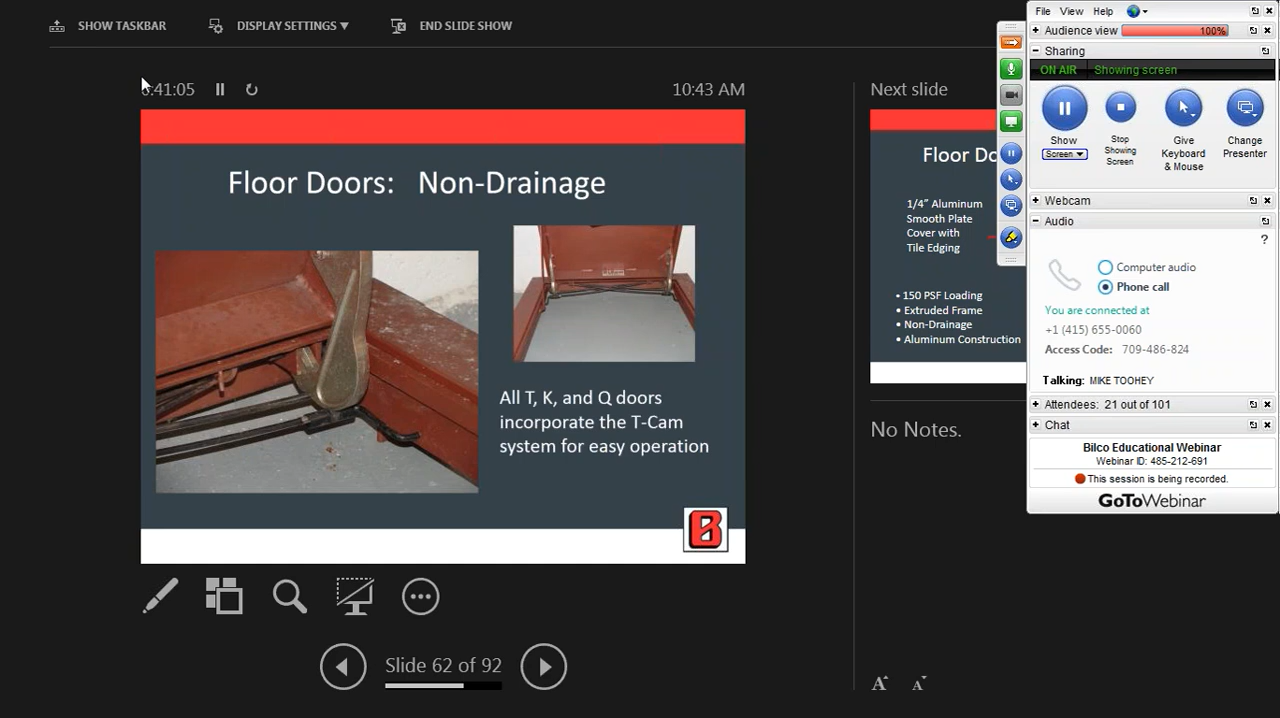 SHOW TASKBAR
DISPLAY SETTINGS ▼
END SLIDE SHOW
:41:05
10:43 AM
Floor Doors: Non-Drainage
All T, K, and Q doors
incorporate the T-Cam
system for easy operation
B
Slide 62 of 92
Next slide
Floor Do
1/4" Aluminum
Smooth Plate
Cover with
Tile Edging
• 150 PSF Loading
• Extruded Frame
• Non-Drainage
• Aluminum Construction
No Notes.
A A
File View Help
Audience view 100%
Sharing
ON AIR Showing screen
Show
Screen
Stop
Showing
Screen
Give
Keyboard
& Mouse
Change
Presenter
Webcam
Audio
?
Computer audio
Phone call
You are connected at
+1 (415) 655-0060
Access Code: 709-486-824
Talking: MIKE TOOHEY
Attendees: 21 out of 101
Chat
Bilco Educational Webinar
Webinar ID: 485-212-691
This session is being recorded.
GoToWebinar